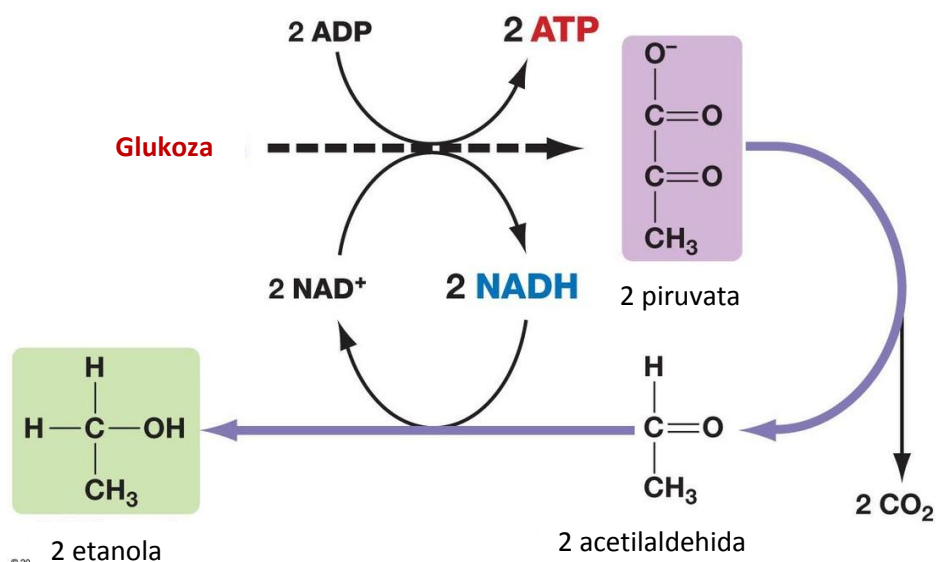 2 ADP
2 ATP
Glukoza
O⁻
C=O
C=O
CH₃
2 piruvata
2 NAD⁺
2 NADH
H
H—C—OH
CH₃
2 etanola
H
C=O
CH₃
2 acetilaldehida
2 CO₂